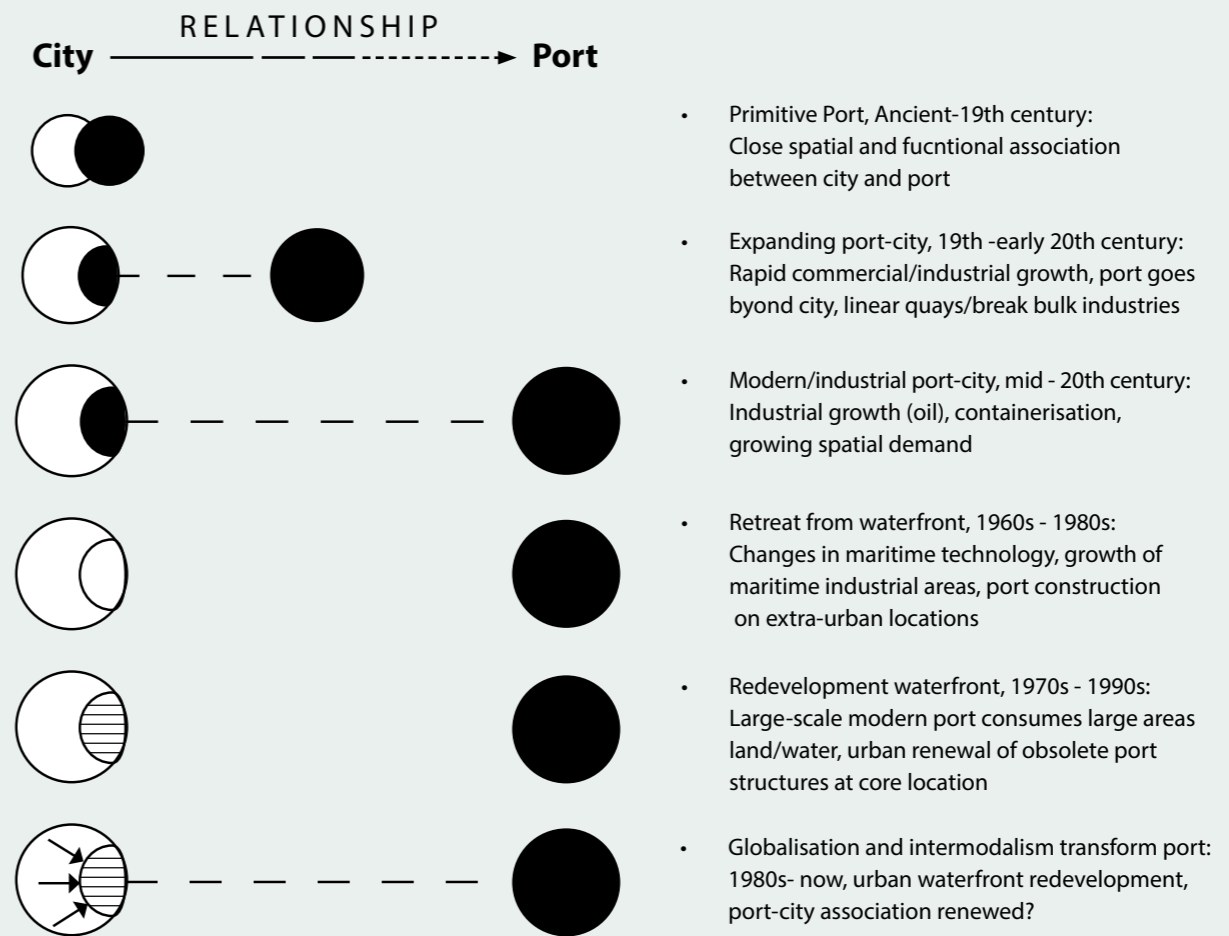 RELATIONSHIP
City Port
• Primitive Port, Ancient-19th century:
Close spatial and fucntional association
between city and port
• Expanding port-city, 19th -early 20th century:
Rapid commercial/industrial growth, port goes
byond city, linear quays/break bulk industries
• Modern/industrial port-city, mid - 20th century:
Industrial growth (oil), containerisation,
growing spatial demand
• Retreat from waterfront, 1960s - 1980s:
Changes in maritime technology, growth of
maritime industrial areas, port construction
on extra-urban locations
• Redevelopment waterfront, 1970s - 1990s:
Large-scale modern port consumes large areas
land/water, urban renewal of obsolete port
structures at core location
• Globalisation and intermodalism transform port:
1980s- now, urban waterfront redevelopment,
port-city association renewed?